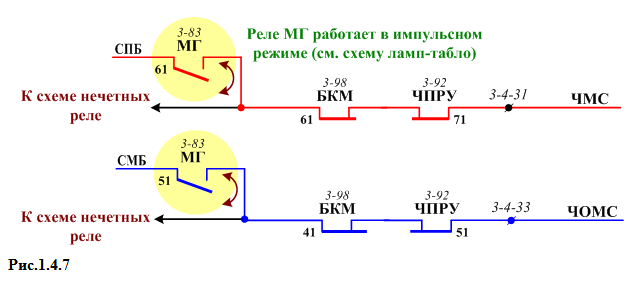 3-83
МГ
СПБ
61
Реле МГ работает в импульсном
режиме (см. схему ламп-табло)
К схеме нечетных
реле
3-98
БКМ
61
3-92
ЧПРУ
71
3-4-31
ЧМС
3-83
МГ
СМБ
51
К схеме нечетных
реле
3-98
БКМ
41
3-92
ЧПРУ
51
3-4-33
ЧОМС
Рис.1.4.7